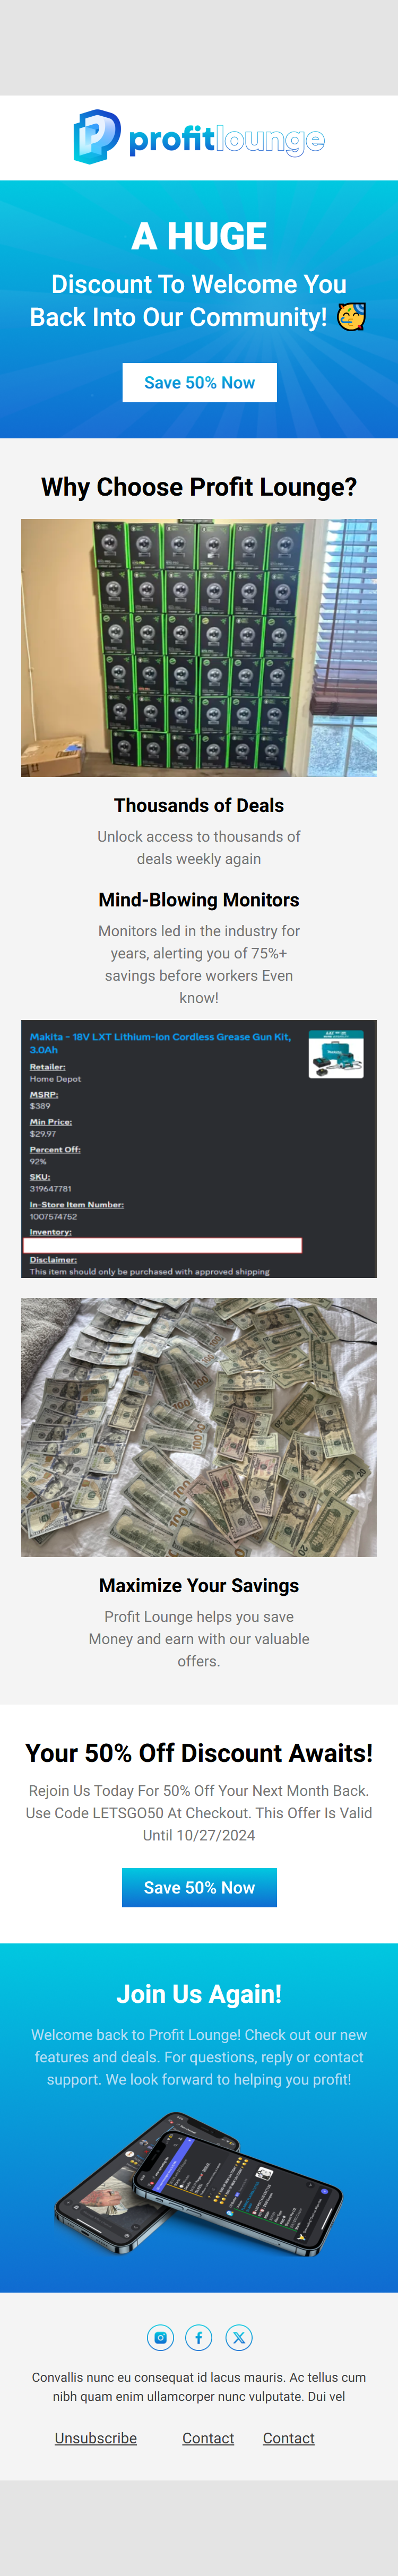 profitlounge
A HUGE
Discount To Welcome You
Back Into Our Community! 🥳
Save 50% Now
Why Choose Profit Lounge?
Thousands of Deals
Unlock access to thousands of
deals weekly again
Mind-Blowing Monitors
Monitors led in the industry for
years, alerting you of 75%+
savings before workers Even
know!
Makita - 18V LXT Lithium-Ion Cordless Grease Gun Kit,
3.0Ah
Retailer:
Home Depot
MSRP:
$389
Min Price:
$29.97
Percent Off:
92%
SKU:
319647781
In-Store Item Number:
1007574752
Inventory:
Disclaimer:
This item should only be purchased with approved shipping
Maximize Your Savings
Profit Lounge helps you save
Money and earn with our valuable
offers.
Your 50% Off Discount Awaits!
Rejoin Us Today For 50% Off Your Next Month Back.
Use Code LETSGO50 At Checkout. This Offer Is Valid
Until 10/27/2024
Save 50% Now
Join Us Again!
Welcome back to Profit Lounge! Check out our new
features and deals. For questions, reply or contact
support. We look forward to helping you profit!
Convallis nunc eu consequat id lacus mauris. Ac tellus cum
nibh quam enim ullamcorper nunc vulputate. Dui vel
Unsubscribe Contact Contact